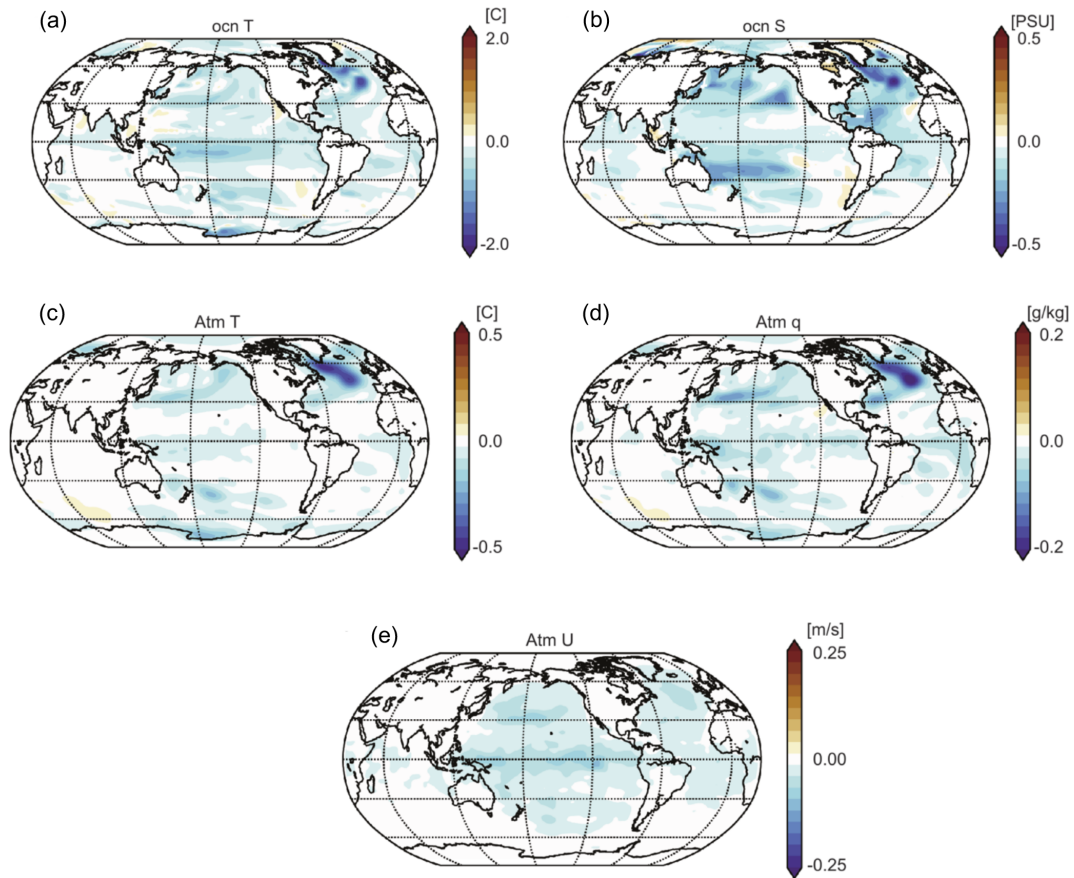 (a)
ocn T
[C]
2.0
0.0
-2.0
(b)
ocn S
[PSU]
0.5
0.0
-0.5
(c)
Atm T
[C]
0.5
0.0
-0.5
(d)
Atm q
[g/kg]
0.2
0.0
-0.2
(e)
Atm U
[m/s]
0.25
0.00
-0.25